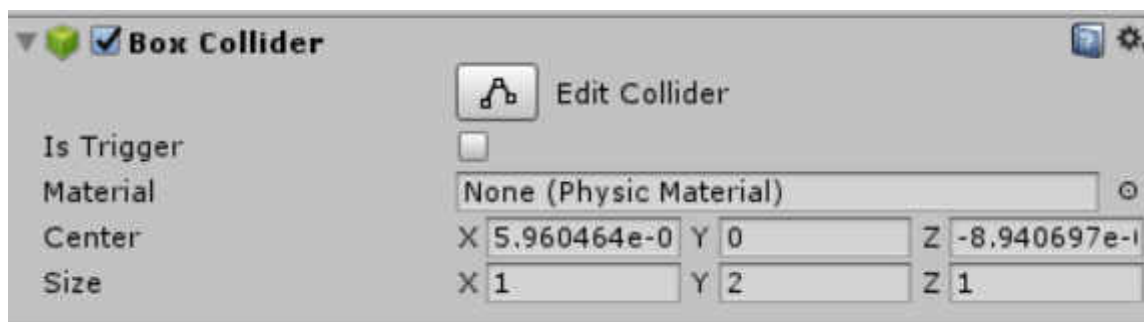 Box Collider
Edit Collider
Is Trigger
Material None (Physic Material)
Center X 5.960464e-0 Y 0 Z -8.940697e-
Size X 1 Y 2 Z 1